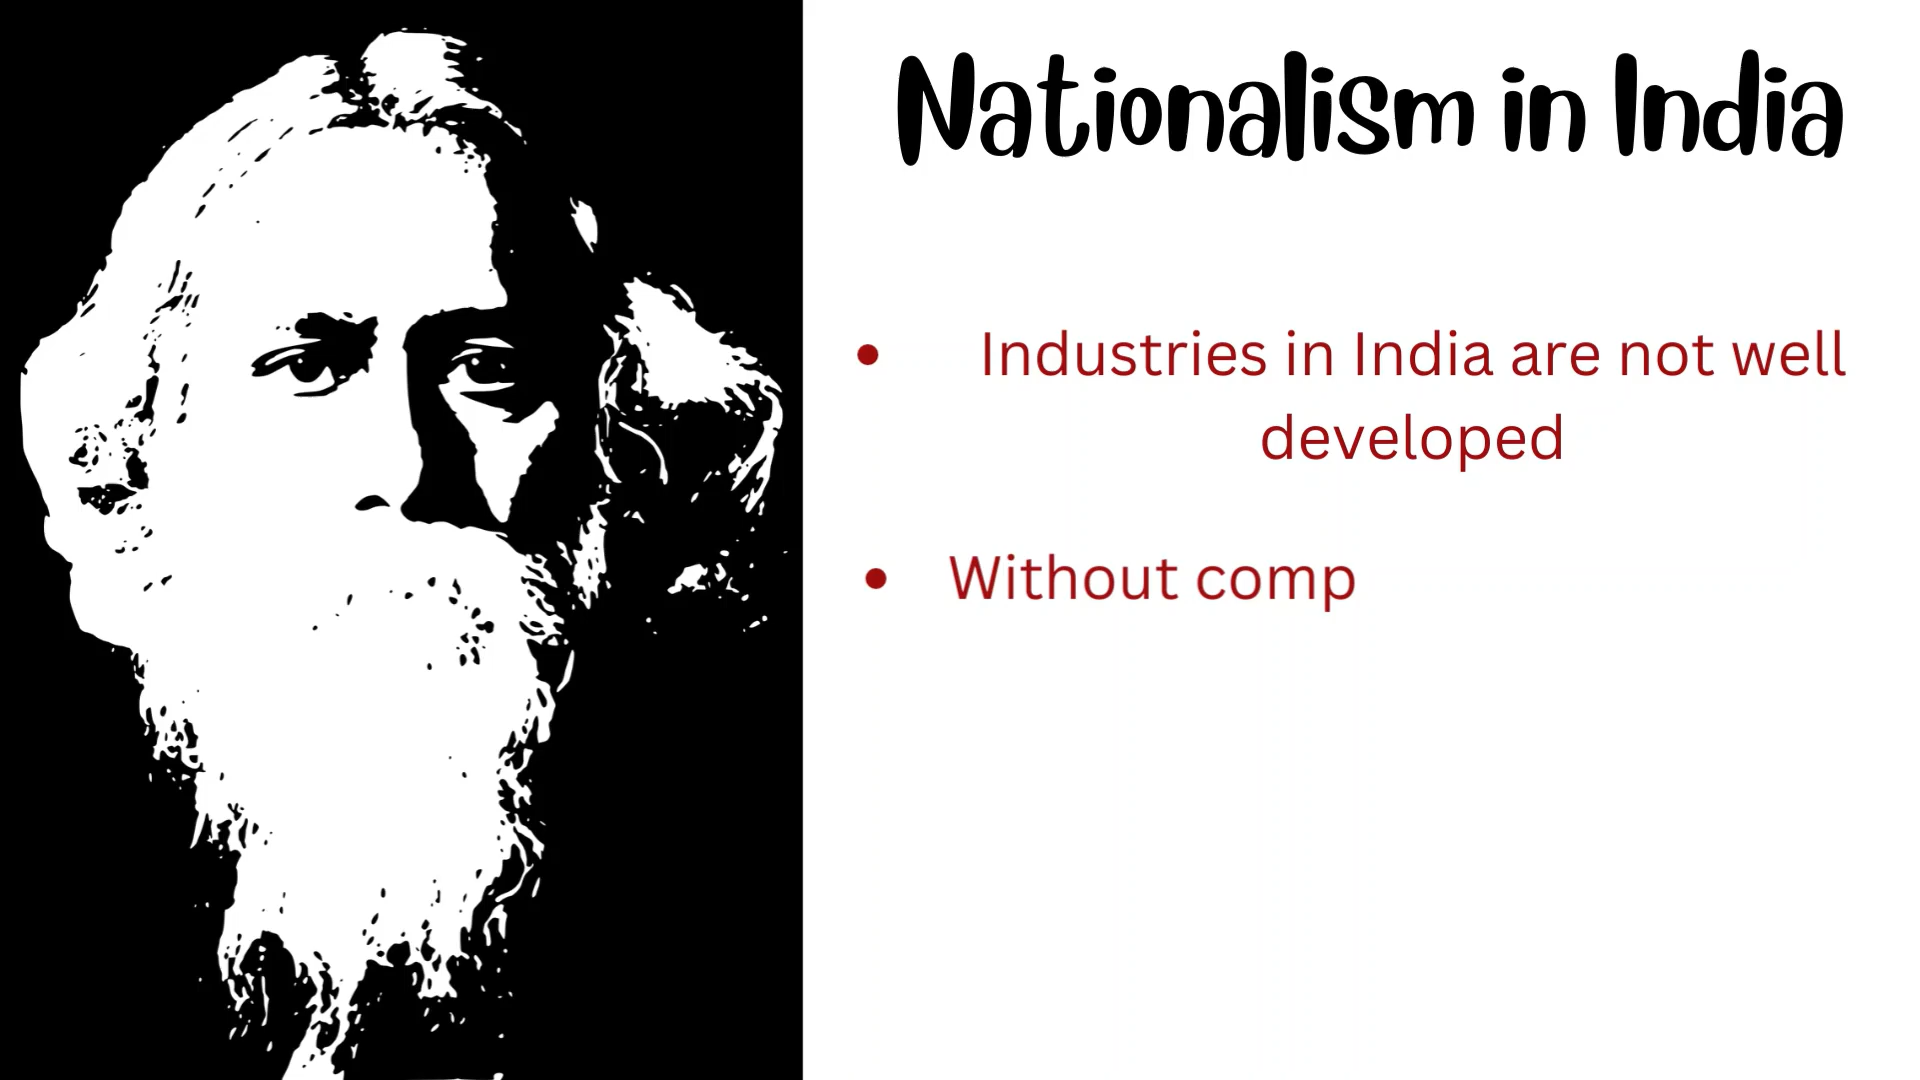 Nationalism in India
• Industries in India are not well
developed
• Without comp